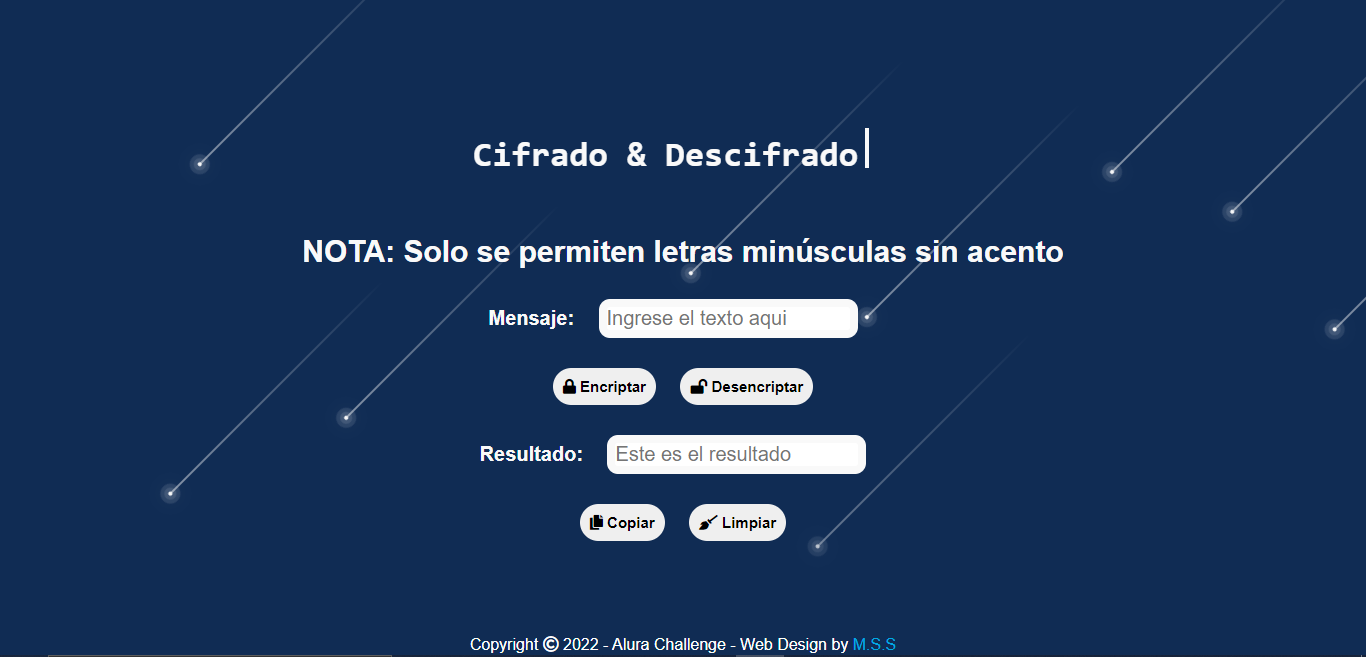 Cifrado & Descifrado
NOTA: Solo se permiten letras minúsculas sin acento
Mensaje: Ingrese el texto aqui
Encriptar Desencriptar
Resultado: Este es el resultado
Copiar Limpiar
Copyright © 2022 - Alura Challenge - Web Design by M.S.S